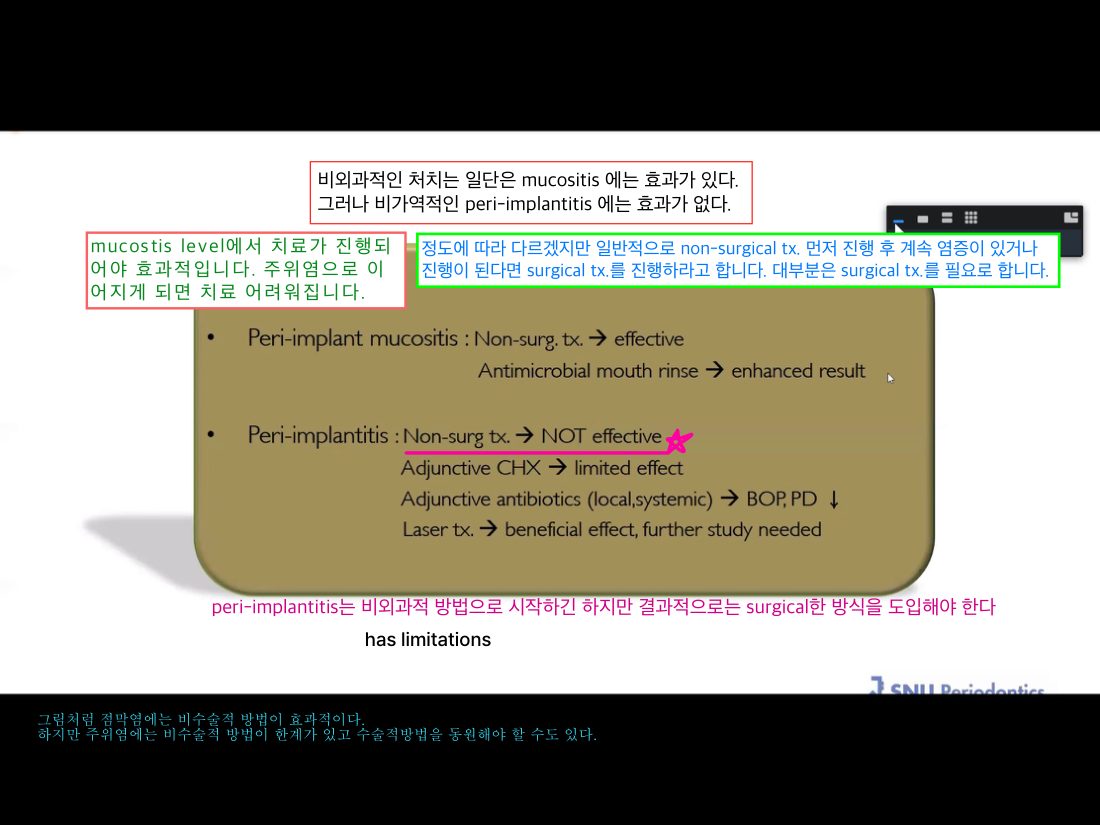 비외과적인 처치는 일단은 mucositis 에는 효과가 있다.
그러나 비가역적인 peri-implantitis 에는 효과가 없다.
mucostis level에서 치료가 진행되
어야 효과적입니다. 주위염으로 이
어지게 되면 치료 어려워집니다.
정도에 따라 다르겠지만 일반적으로 non-surgical tx. 먼저 진행 후 계속 염증이 있거나
진행이 된다면 surgical tx.를 진행하라고 합니다. 대부분은 surgical tx.를 필요로 합니다.
• Peri-implant mucositis : Non-surg. tx. → effective
Antimicrobial mouth rinse → enhanced result
• Peri-implantitis : Non-surg tx. → NOT effective
Adjunctive CHX → limited effect
Adjunctive antibiotics (local,systemic) → BOP, PD ↓
Laser tx. → beneficial effect, further study needed
peri-implantitis는 비외과적 방법으로 시작하긴 하지만 결과적으로는 surgical한 방식을 도입해야 한다
has limitations
SNU Periodontics
그림처럼 점막염에는 비수술적 방법이 효과적이다.
하지만 주위염에는 비수술적 방법이 한계가 있고 수술적방법을 동원해야 할 수도 있다.